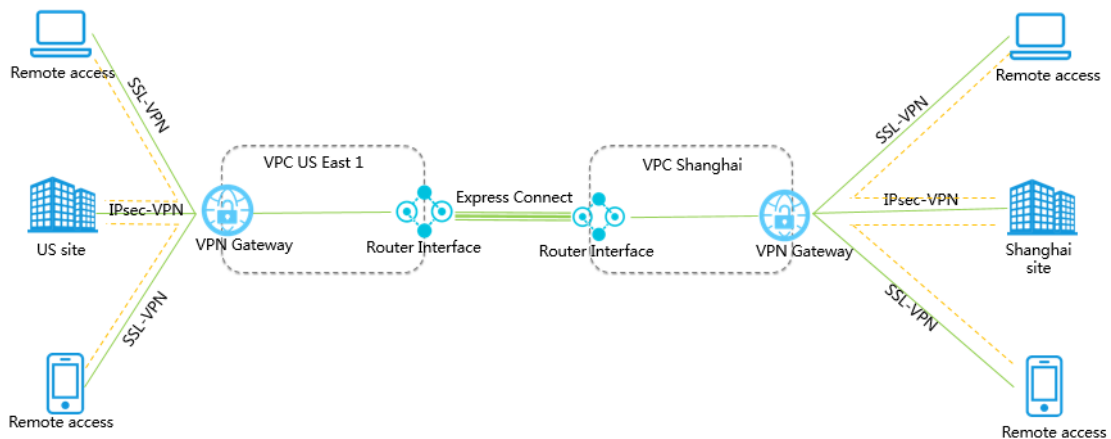 Remote access
SSL-VPN
IPsec-VPN
US site
SSL-VPN
Remote access
VPC US East 1
VPN Gateway
Router Interface
Express Connect
VPC Shanghai
Router Interface
VPN Gateway
Remote access
SSL-VPN
IPsec-VPN
Shanghai
site
SSL-VPN
Remote access